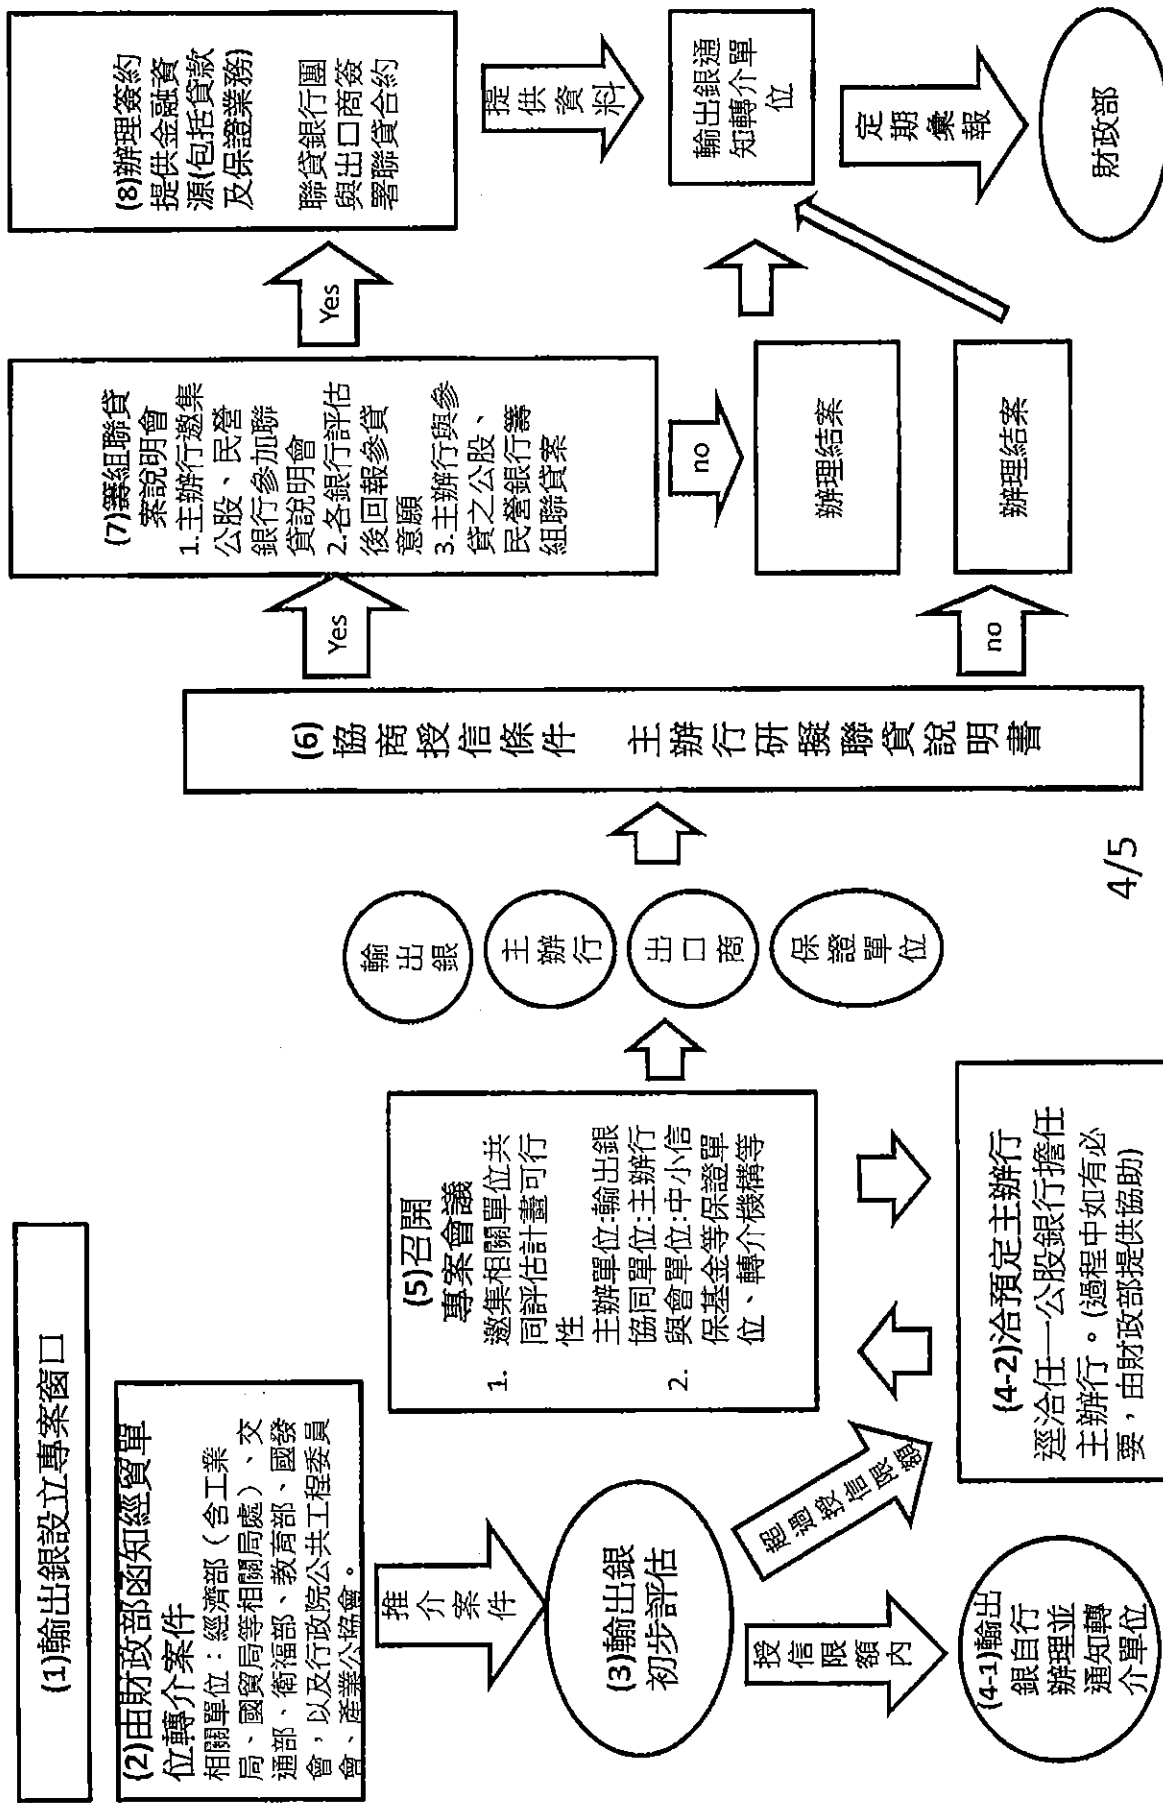 (1)輸出銀設立專案窗口
(2)由財政部函知經貿單
位轉介案件
相關單位：經濟部（含工業
局、國貿局等相關局處）、交
通部、衛福部、教育部、國發
會，以及行政院公共工程委員
會、產業公協會。
推介案件
(3)輸出銀
初步評估
授信限額內
超過授信限額
(4-1)輸出
銀自行
辦理並
通知轉
介單位
(4-2)洽預定主辦行
逕洽任一公股銀行擔任
主辦行。(過程中如有必
要，由財政部提供協助)
(5)召開
專案會議
1. 邀集相關單位共
同評估計畫可行
性
2. 主辦單位:輸出銀
協同單位:主辦行
與會單位:中小信
保基金等保證單
位、轉介機構等
輸出銀
主辦行
出口商
保證單位
(6)
協商授信條件 主辦行研擬聯貸說明書
Yes
no
(7)籌組聯貸
案說明會
1.主辦行邀集
公股、民營
銀行參加聯
貸說明會
2.各銀行評估
後回報參貸
意願
3.主辦行與參
貸之公股、
民營銀行籌
組聯貸案
辦理結案
Yes
no
辦理結案
(8)辦理簽約
提供金融資
源(包括貸款
及保證業務)
聯貸銀行團
與出口商簽
署聯貸合約
提供資料
輸出銀通
知轉介單
位
定期彙報
財政部
4/5